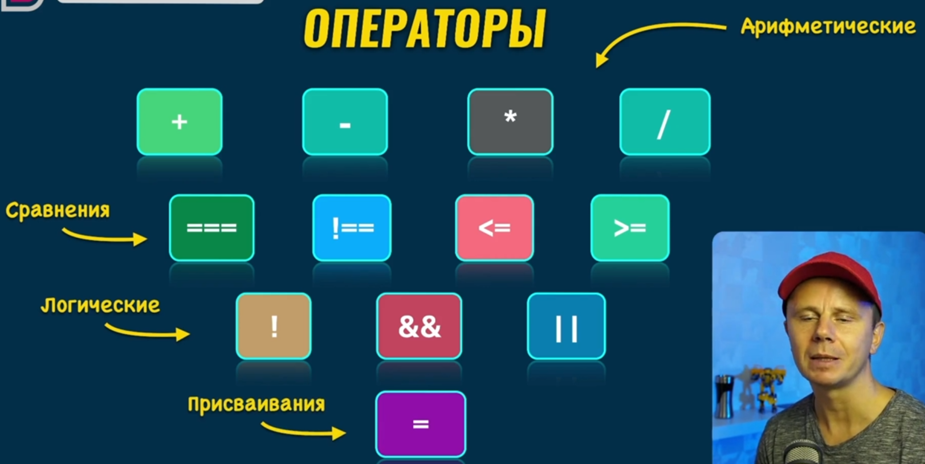 ОПЕРАТОРЫ
Арифметические
+ - * /
Сравнения
=== !== <= >=
Логические
! && ||
Присваивания
=